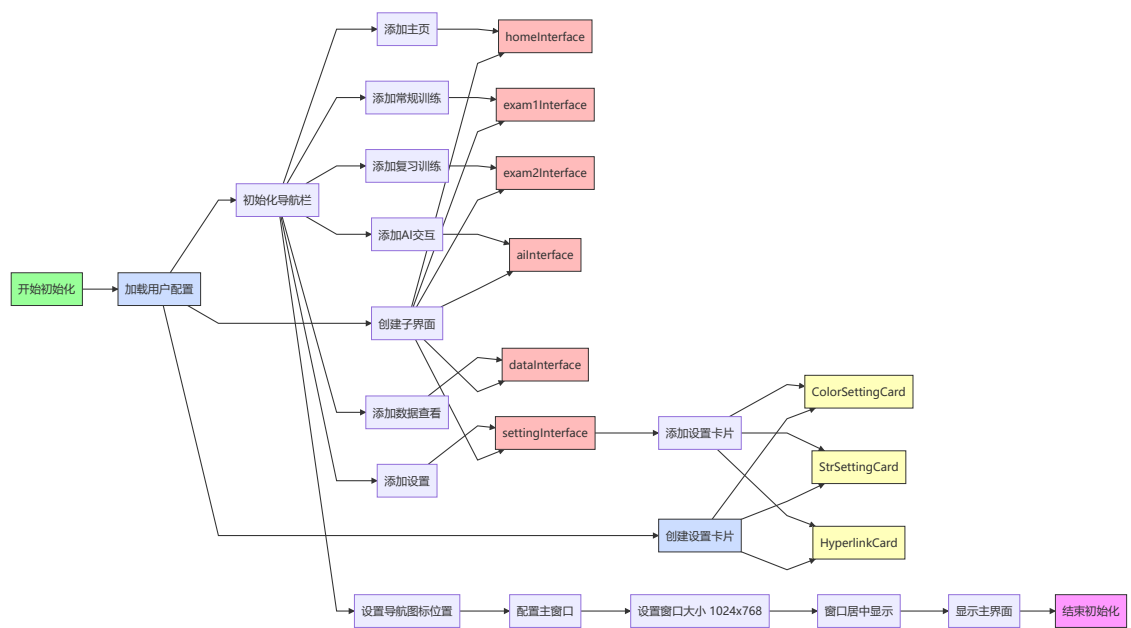 添加主页
homeInterface
添加常规训练
exam1Interface
添加复习训练
exam2Interface
初始化导航栏
添加AI交互
aiInterface
开始初始化
加载用户配置
创建子界面
dataInterface
ColorSettingCard
添加数据查看
settingInterface
添加设置卡片
StrSettingCard
添加设置
创建设置卡片
HyperlinkCard
设置导航图标位置
配置主窗口
设置窗口大小 1024x768
窗口居中显示
显示主界面
结束初始化